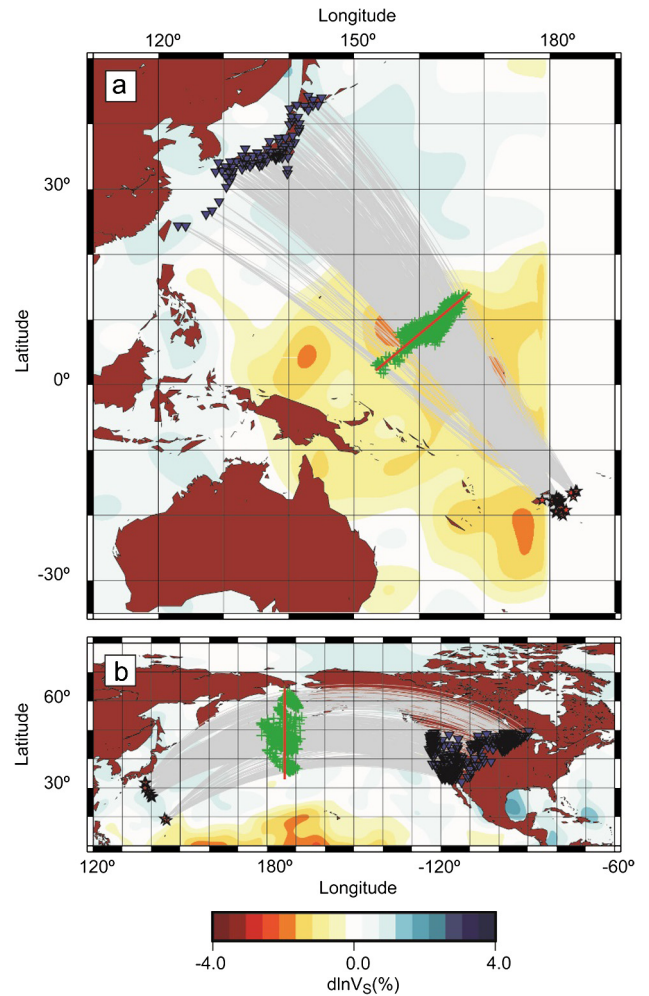 Longitude
120º 150º 180º
a
30º
Latitude
0º
-30º
b
60º
Latitude
30º
120º 180º -120º -60º
Longitude
-4.0 0.0 4.0
dlnVS(%)